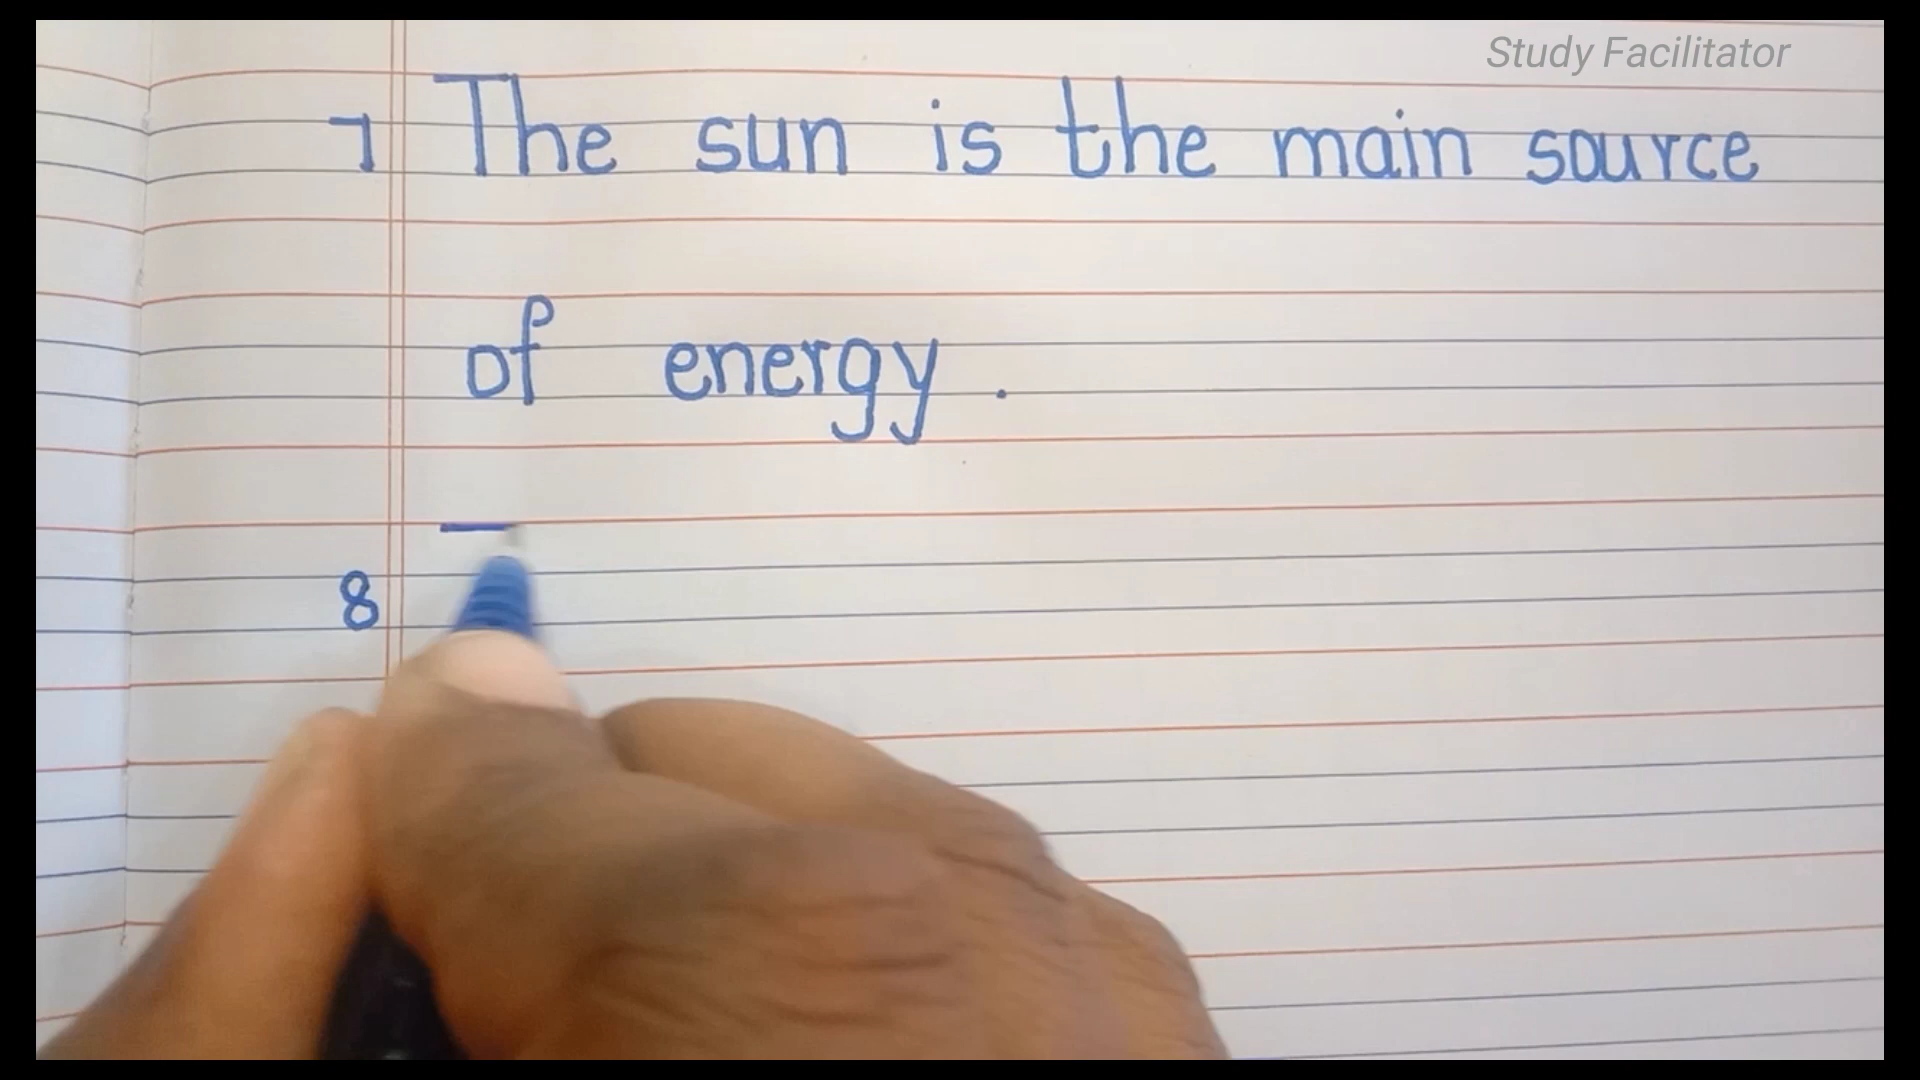 Study Facilitator
7 The sun is the main source
of energy.
8